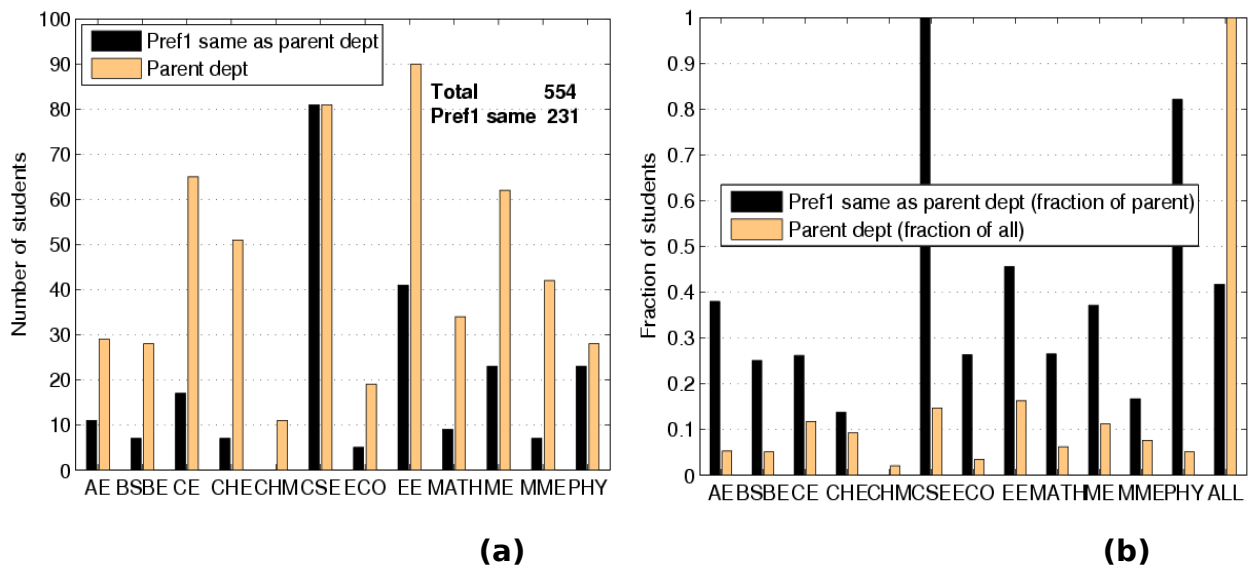 Number of students
100
90
80
70
60
50
40
30
20
10
0
Pref1 same as parent dept
Parent dept
Total 554
Pref1 same 231
AE BSBE CE CHE CHM CSE ECO EE MATH ME MME PHY
(a)
Fraction of students
1
0.9
0.8
0.7
0.6
0.5
0.4
0.3
0.2
0.1
0
Pref1 same as parent dept (fraction of parent)
Parent dept (fraction of all)
AE BSBE CE CHE CHM CSE ECO EE MATH ME MME PHY ALL
(b)